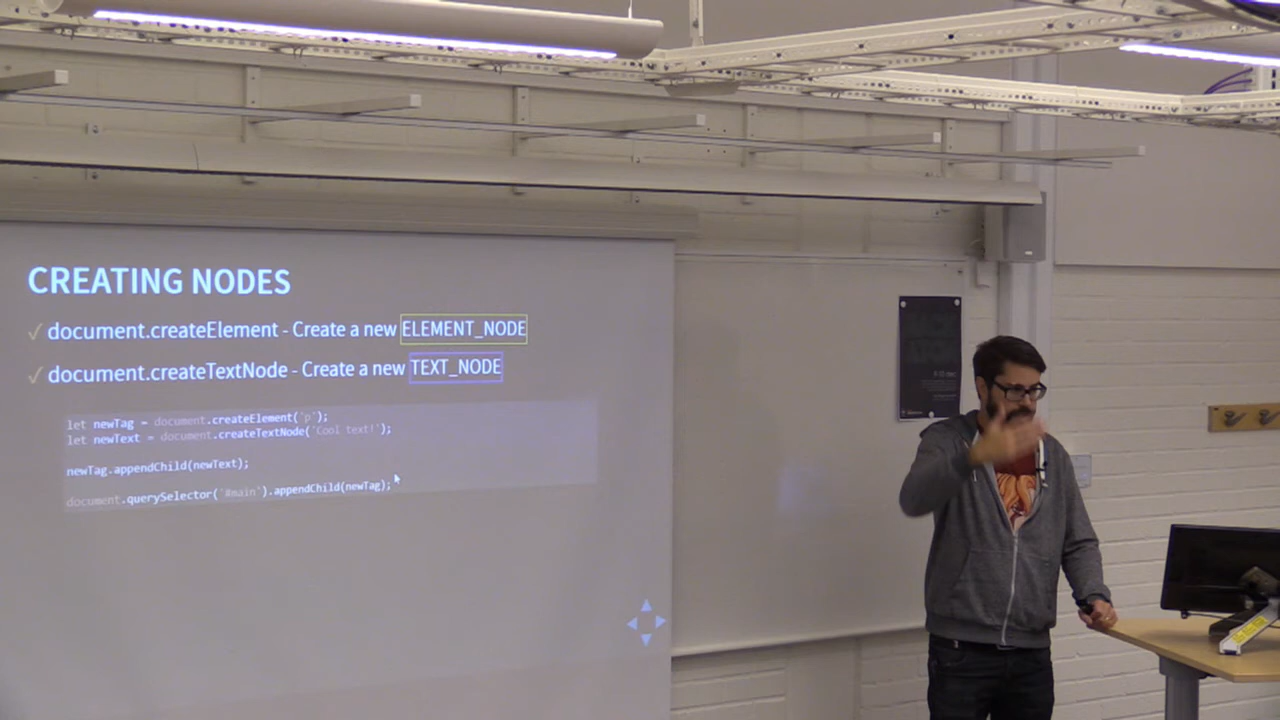 CREATING NODES
✓ document.createElement - Create a new ELEMENT_NODE
✓ document.createTextNode - Create a new TEXT_NODE
let newTag = document.createElement('p');
let newText = document.createTextNode('Cool text!');
newTag.appendChild(newText);
document.querySelector('#main').appendChild(newTag);